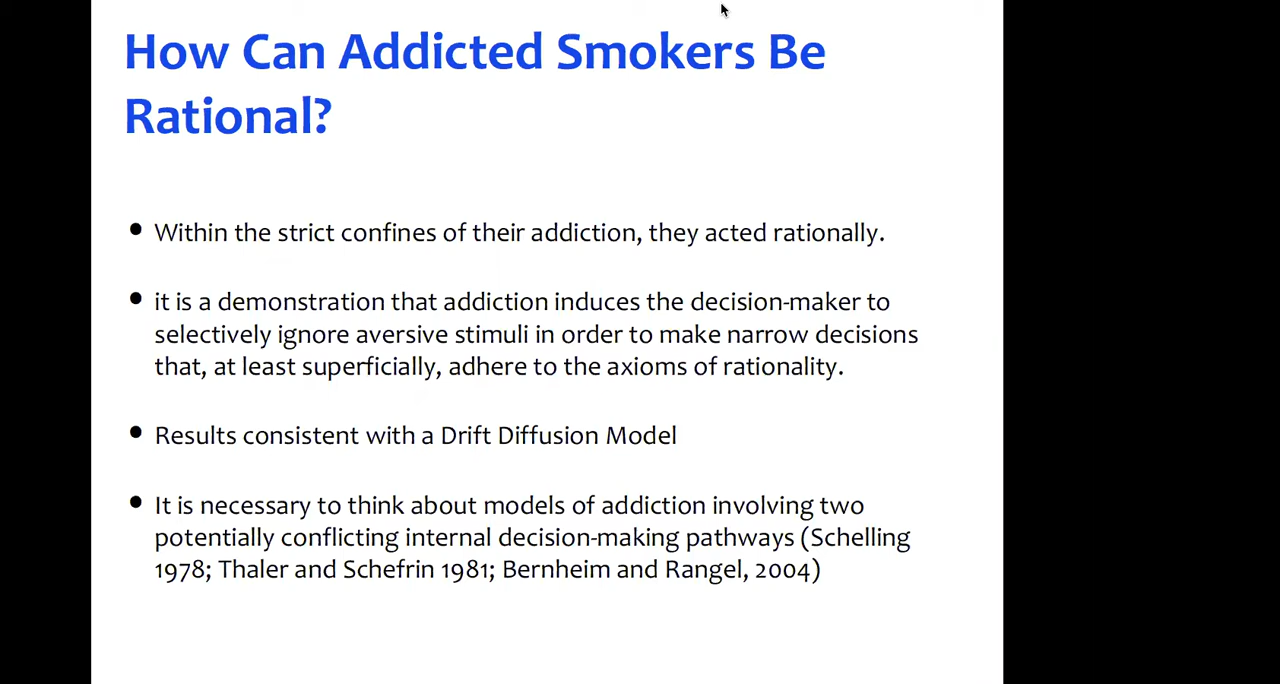 How Can Addicted Smokers Be
Rational?
• Within the strict confines of their addiction, they acted rationally.
• it is a demonstration that addiction induces the decision-maker to
selectively ignore aversive stimuli in order to make narrow decisions
that, at least superficially, adhere to the axioms of rationality.
• Results consistent with a Drift Diffusion Model
• It is necessary to think about models of addiction involving two
potentially conflicting internal decision-making pathways (Schelling
1978; Thaler and Schefrin 1981; Bernheim and Rangel, 2004)